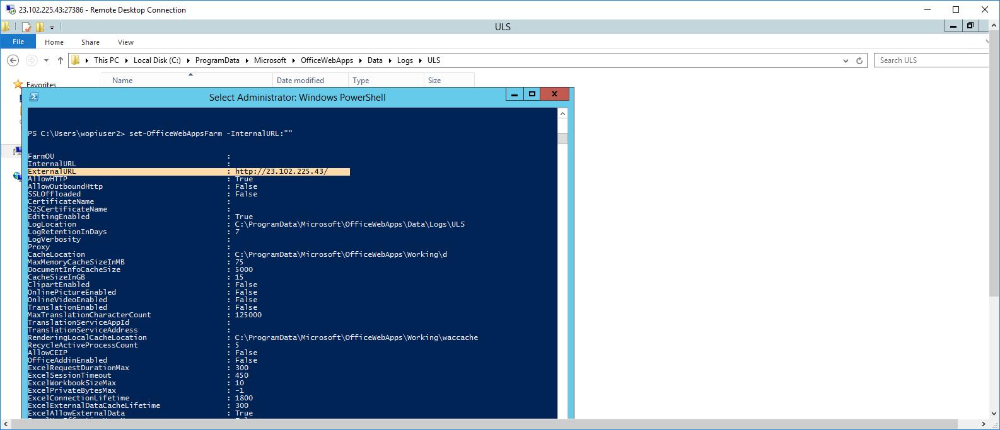 23.102.225.43:27386 - Remote Desktop Connection
ULS
File Home Share View
This PC Local Disk (C:) ProgramData Microsoft OfficeWebApps Data Logs ULS
Search ULS
Favorites
Name Date modified Type Size
Select Administrator: Windows PowerShell
PS C:\Users\wopiuser2> set-OfficeWebAppsFarm -InternalURL:""
FarmOU :
InternalURL :
ExternalURL : http://23.102.225.43/
AllowHTTP : True
AllowOutboundHttp : False
SSLOffloaded : False
CertificateName :
S2SCertificateName :
EditingEnabled : True
LogLocation : C:\ProgramData\Microsoft\OfficeWebApps\Data\Logs\ULS
LogRetentionInDays : 7
LogVerbosity :
Proxy :
CacheLocation : C:\ProgramData\Microsoft\OfficeWebApps\Working\d
MaxMemoryCacheSizeInMB : 75
DocumentInfoCacheSize : 5000
CacheSizeInGB : 15
ClipartEnabled : False
OnlinePictureEnabled : False
OnlineVideoEnabled : False
TranslationEnabled : False
MaxTranslationCharacterCount : 125000
TranslationServiceAppId :
TranslationServiceAddress :
RenderingLocalCacheLocation : C:\ProgramData\Microsoft\OfficeWebApps\Working\waccache
RecycleActiveProcessCount : 5
AllowCEIP : False
OfficeAddinEnabled : False
ExcelRequestDurationMax : 300
ExcelSessionTimeout : 450
ExcelWorkbookSizeMax : 10
ExcelPrivateBytesMax : -1
ExcelConnectionLifetime : 1800
ExcelExternalDataCacheLifetime : 300
ExcelAllowExternalData : True